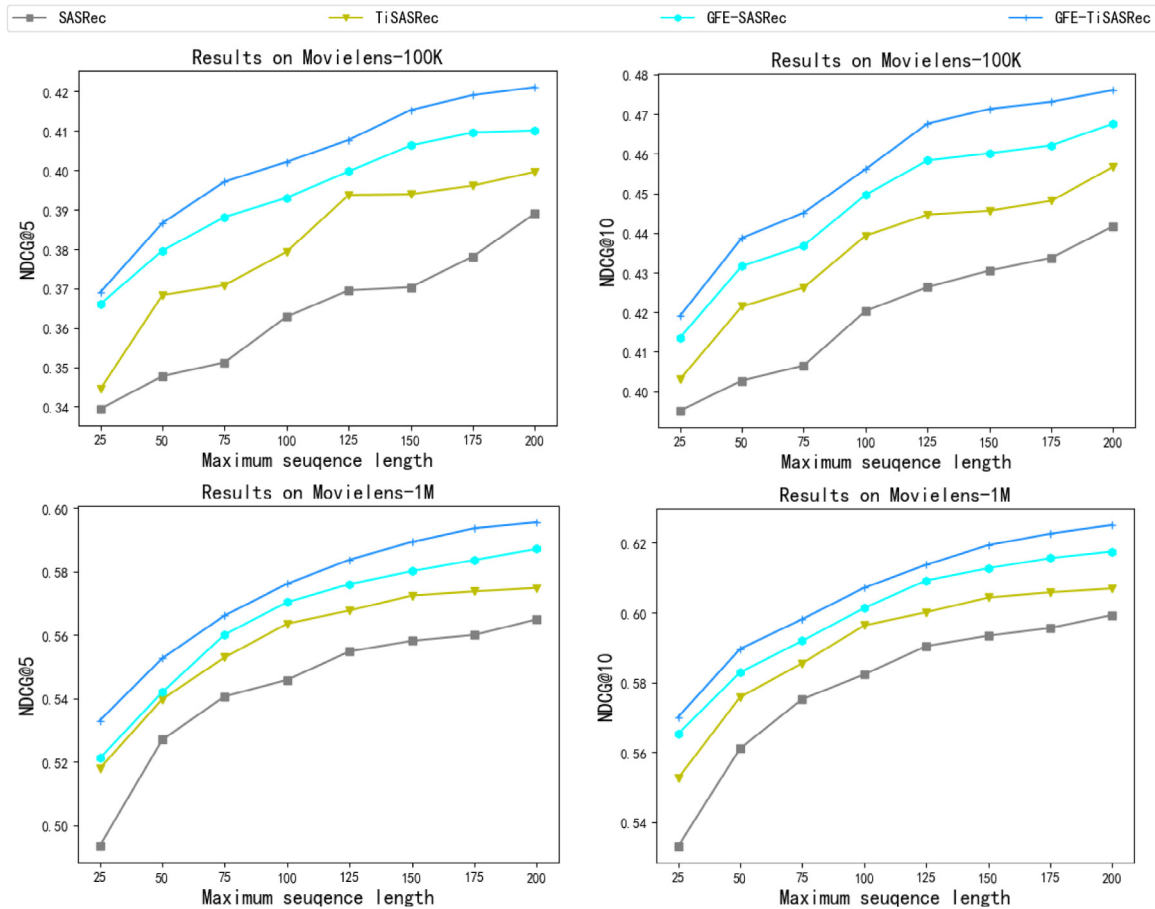 SASRec TiSASRec GFE-SASRec GFE-TiSASRec
Results on Movielens-100K
NDCG@5
0.42
0.41
0.40
0.39
0.38
0.37
0.36
0.35
0.34
25 50 75 100 125 150 175 200
Maximum seuqence length
Results on Movielens-100K
NDCG@10
0.48
0.47
0.46
0.45
0.44
0.43
0.42
0.41
0.40
25 50 75 100 125 150 175 200
Maximum seuqence length
Results on Movielens-1M
NDCG@5
0.60
0.58
0.56
0.54
0.52
0.50
25 50 75 100 125 150 175 200
Maximum seuqence length
Results on Movielens-1M
NDCG@10
0.62
0.60
0.58
0.56
0.54
25 50 75 100 125 150 175 200
Maximum seuqence length